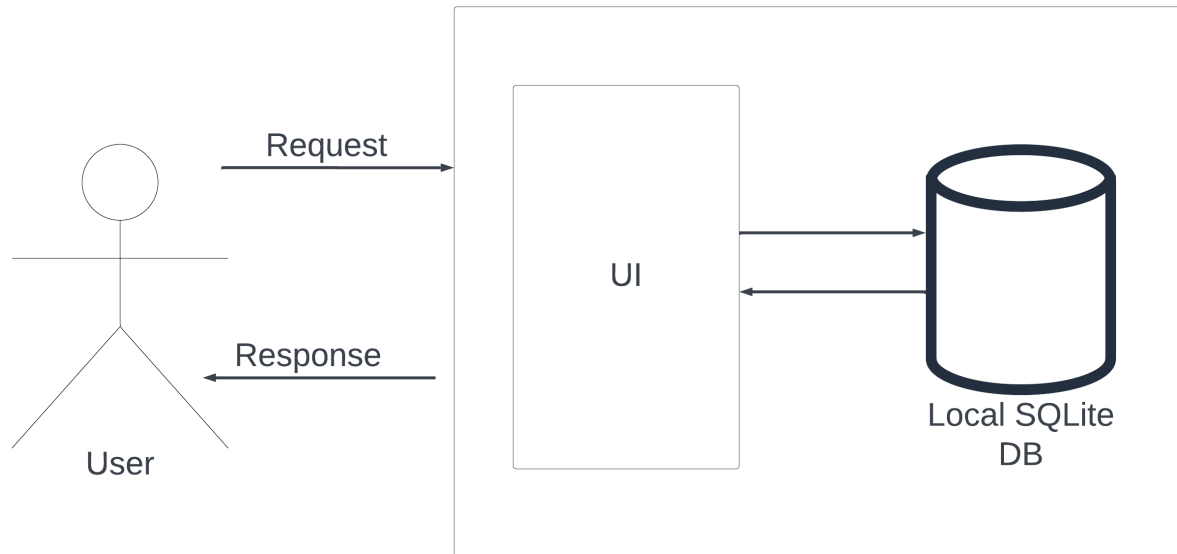 Request
UI
Response
Local SQLite
DB
User